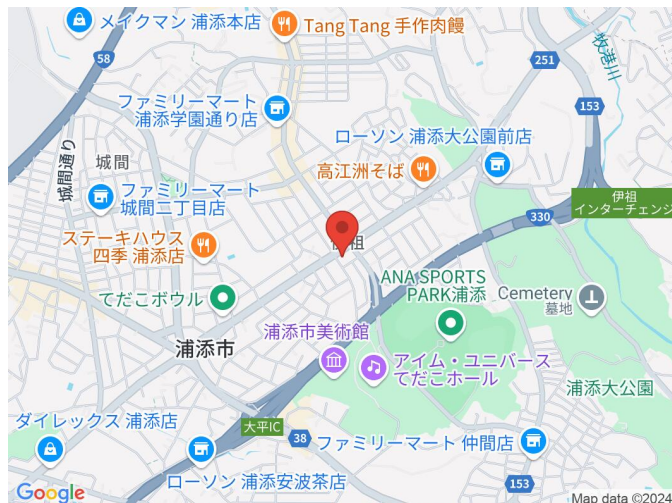 メイクマン 浦添本店
Tang Tang 手作肉饅
58
251
牧港川
153
ファミリーマート
浦添学園通り店
ローソン 浦添大公園前店
城間
城間通り
高江洲そば
ファミリーマート
城間二丁目店
伊祖
インターチェンジ
330
ステーキハウス
四季 浦添店
ANA SPORTS
PARK浦添
Cemetery
墓地
てだこボウル
浦添市
浦添市美術館
アイム・ユニバース
てだこホール
浦添大公園
ダイレックス 浦添店
大平IC
38
ファミリーマート 仲間店
ローソン 浦添安波茶店
153
Google
Map data ©2024